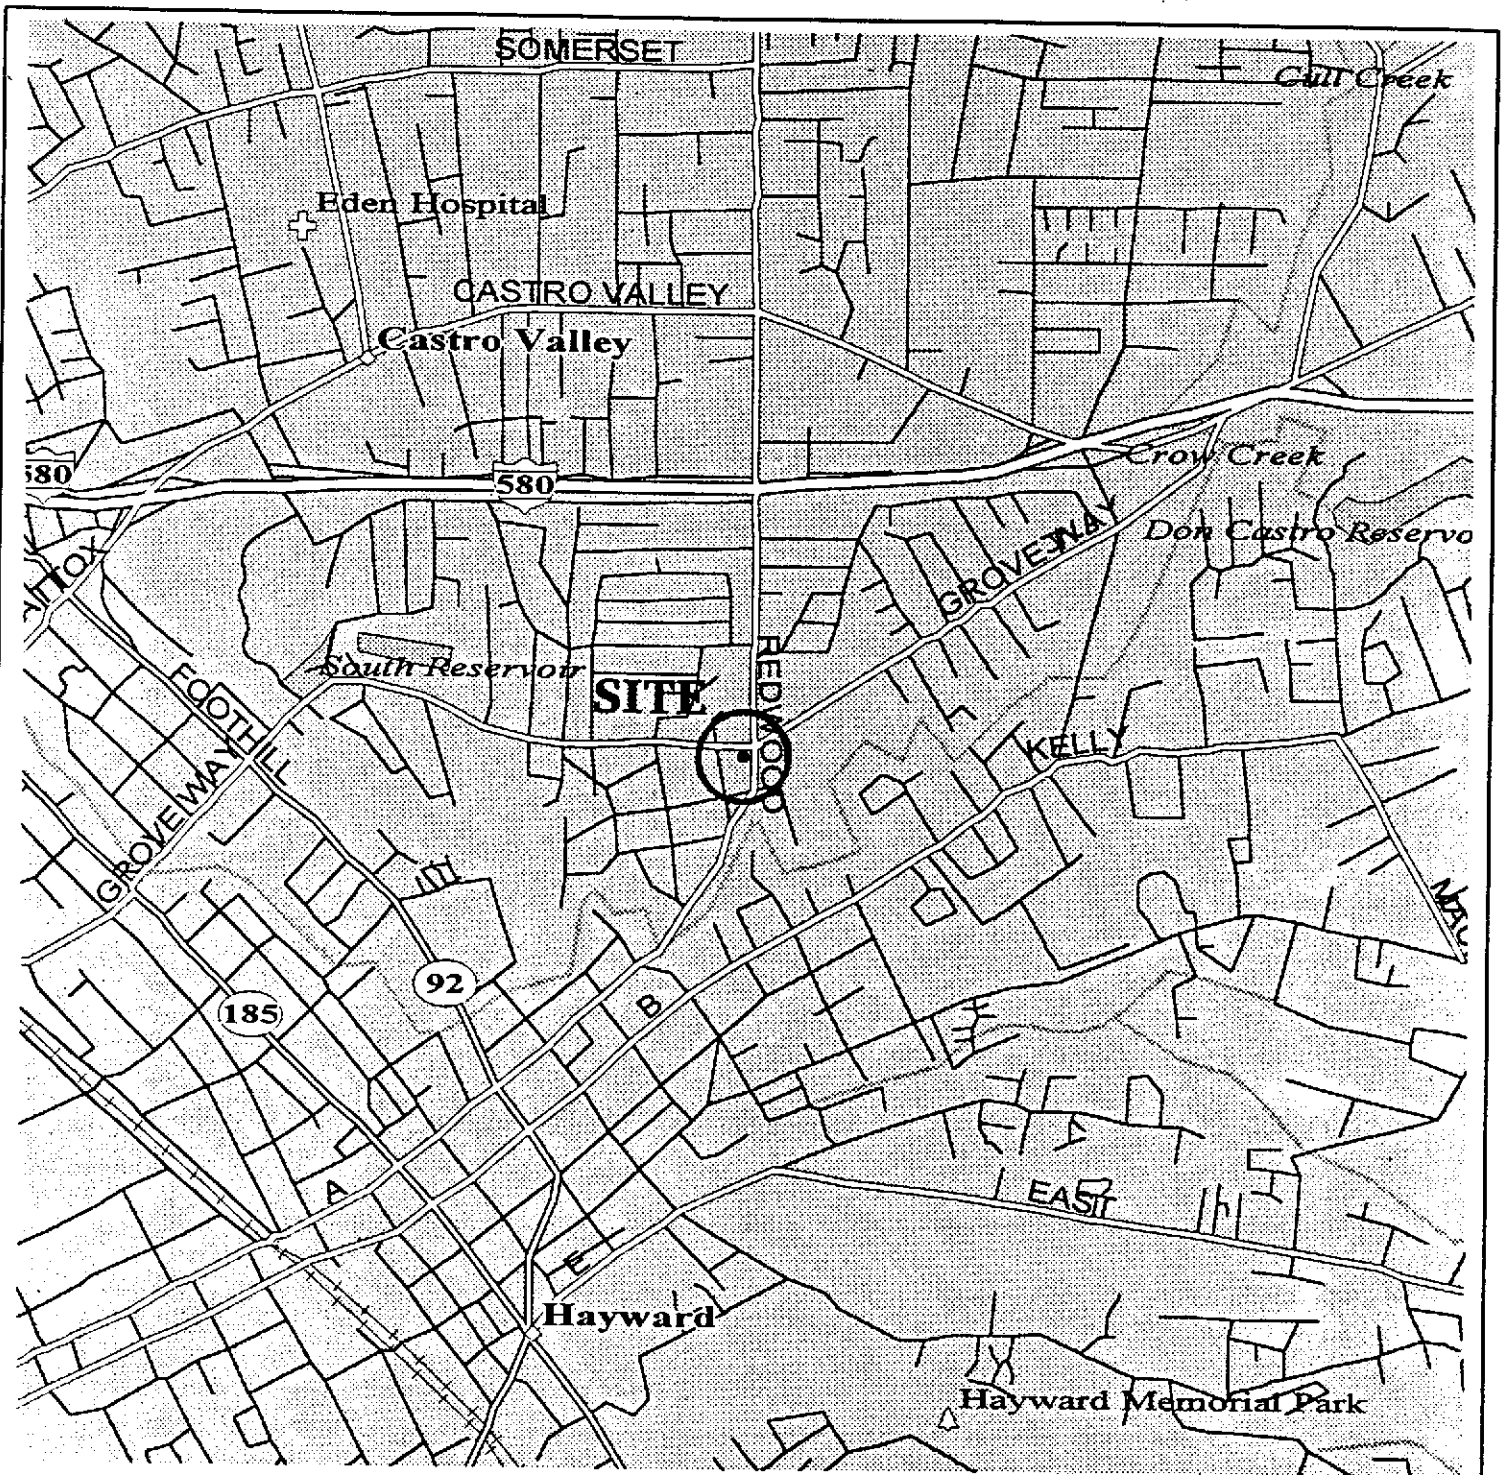 SOMERSET
Gull Creek
Eden Hospital
CASTRO VALLEY
Castro Valley
580
580
Crow Creek
GROVE WAY
Don Castro Reservo
FOOTHILL
South Reservoir
SITE
REDWOOD
KELLY
GROVE WAY
92
185
B
A
EAST
E
Hayward
Hayward Memorial Park